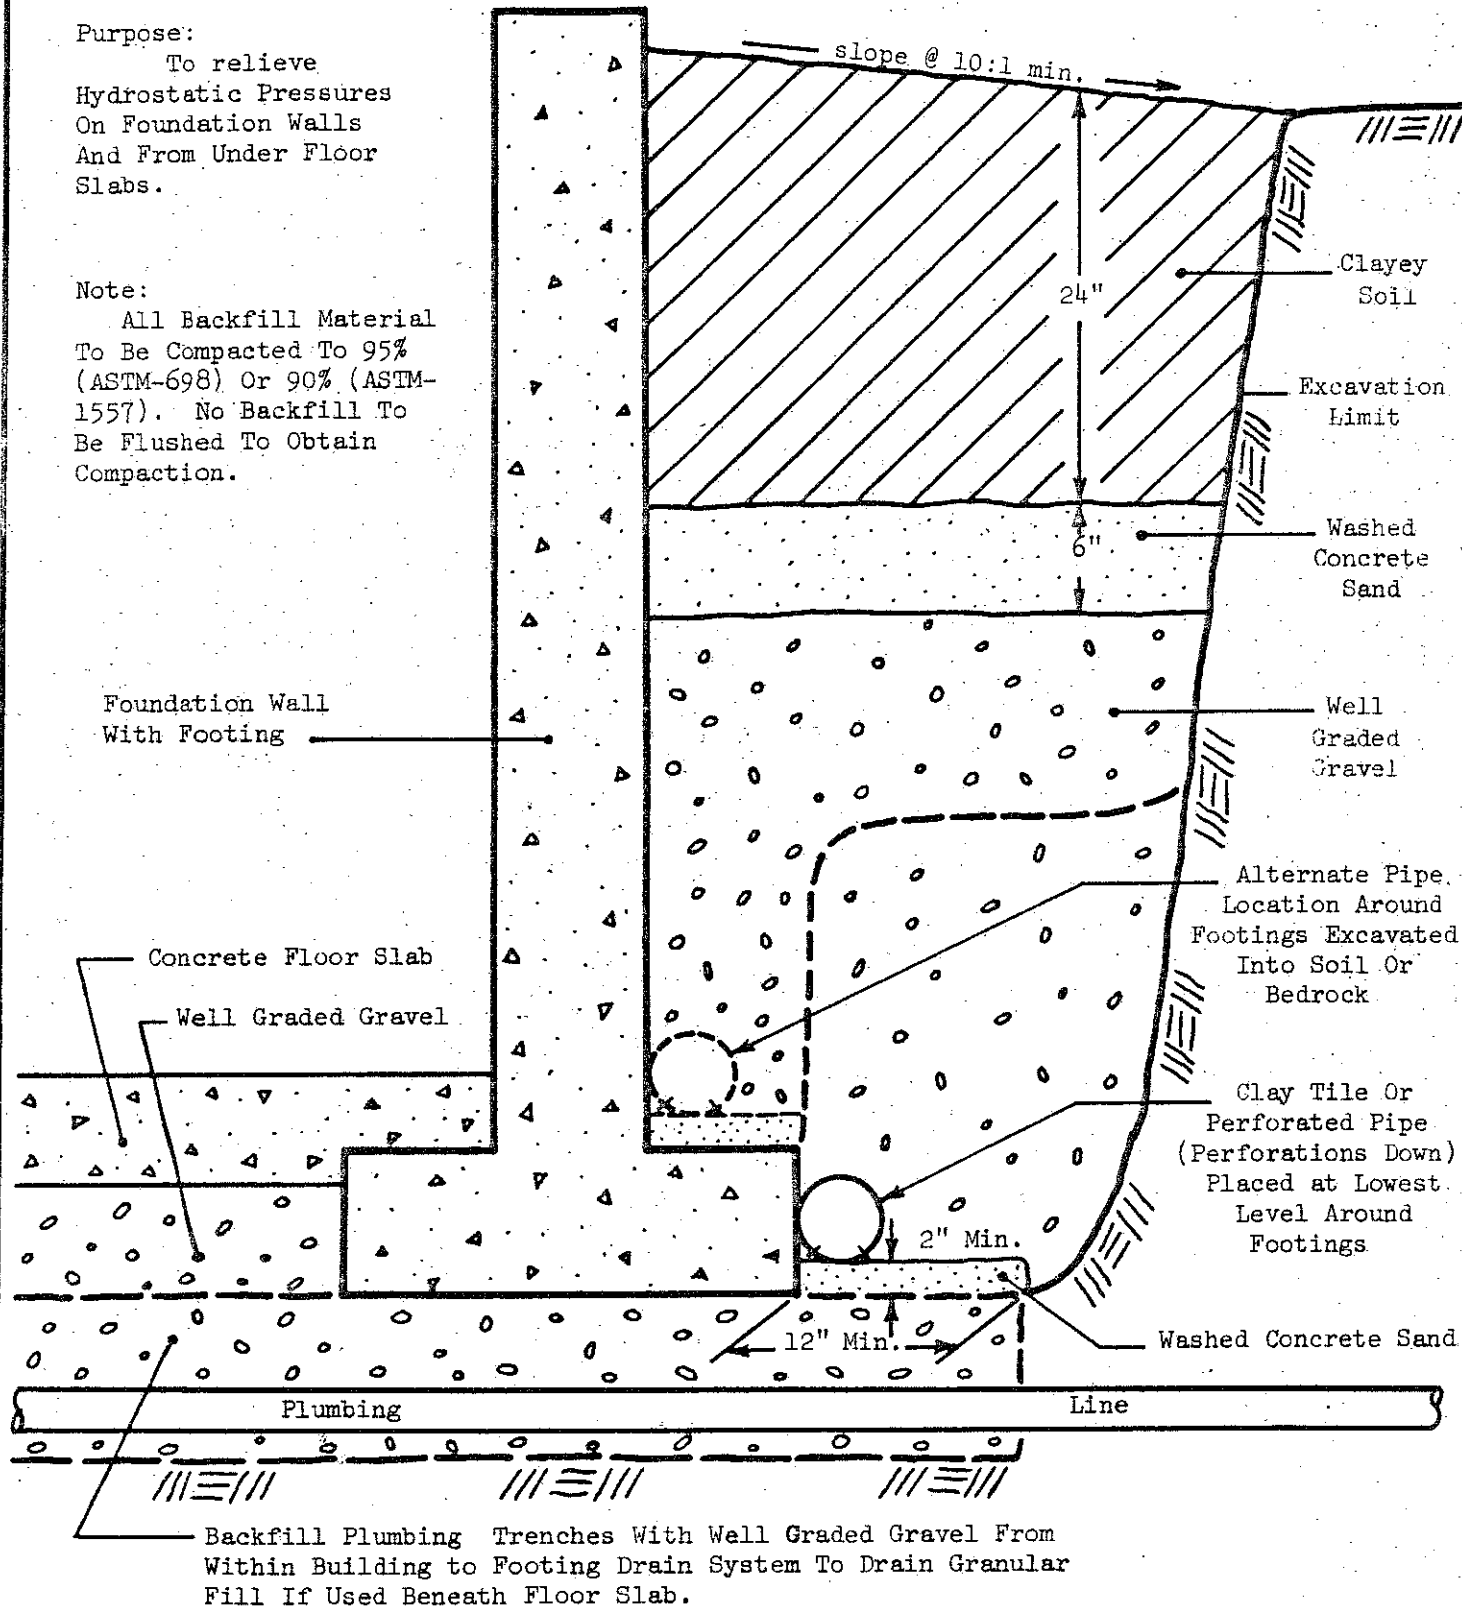 Purpose:
To relieve
Hydrostatic Pressures
On Foundation Walls
And From Under Floor
Slabs.
slope @ 10:1 min.
Note:
All Backfill Material
To Be Compacted To 95%
(ASTM-698) Or 90% (ASTM-
1557). No Backfill To
Be Flushed To Obtain
Compaction.
24"
Clayey
Soil
Excavation
Limit
6"
Washed
Concrete
Sand
Foundation Wall
With Footing
Well
Graded
Gravel
Alternate Pipe
Location Around
Footings Excavated
Into Soil Or
Bedrock
Concrete Floor Slab
Well Graded Gravel
Clay Tile Or
Perforated Pipe
(Perforations Down)
Placed at Lowest
Level Around
Footings
2" Min.
12" Min.
Washed Concrete Sand
Plumbing Line
Backfill Plumbing Trenches With Well Graded Gravel From
Within Building to Footing Drain System To Drain Granular
Fill If Used Beneath Floor Slab.